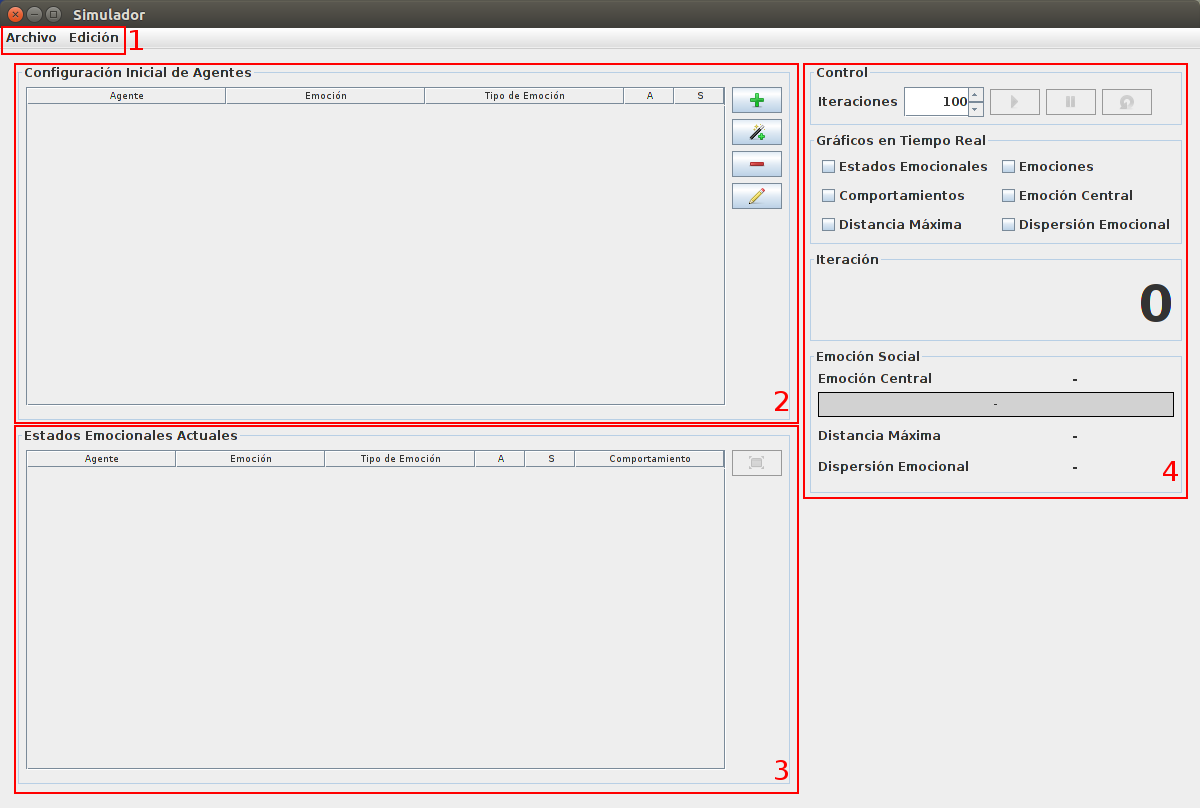 Simulador
Archivo Edición 1
Configuración Inicial de Agentes
Agente Emoción Tipo de Emoción A S
2
Estados Emocionales Actuales
Agente Emoción Tipo de Emoción A S Comportamiento
3
Control
Iteraciones 100
Gráficos en Tiempo Real
Estados Emocionales Emociones
Comportamientos Emoción Central
Distancia Máxima Dispersión Emocional
Iteración
0
Emoción Social
Emoción Central -
-
Distancia Máxima -
Dispersión Emocional -
4